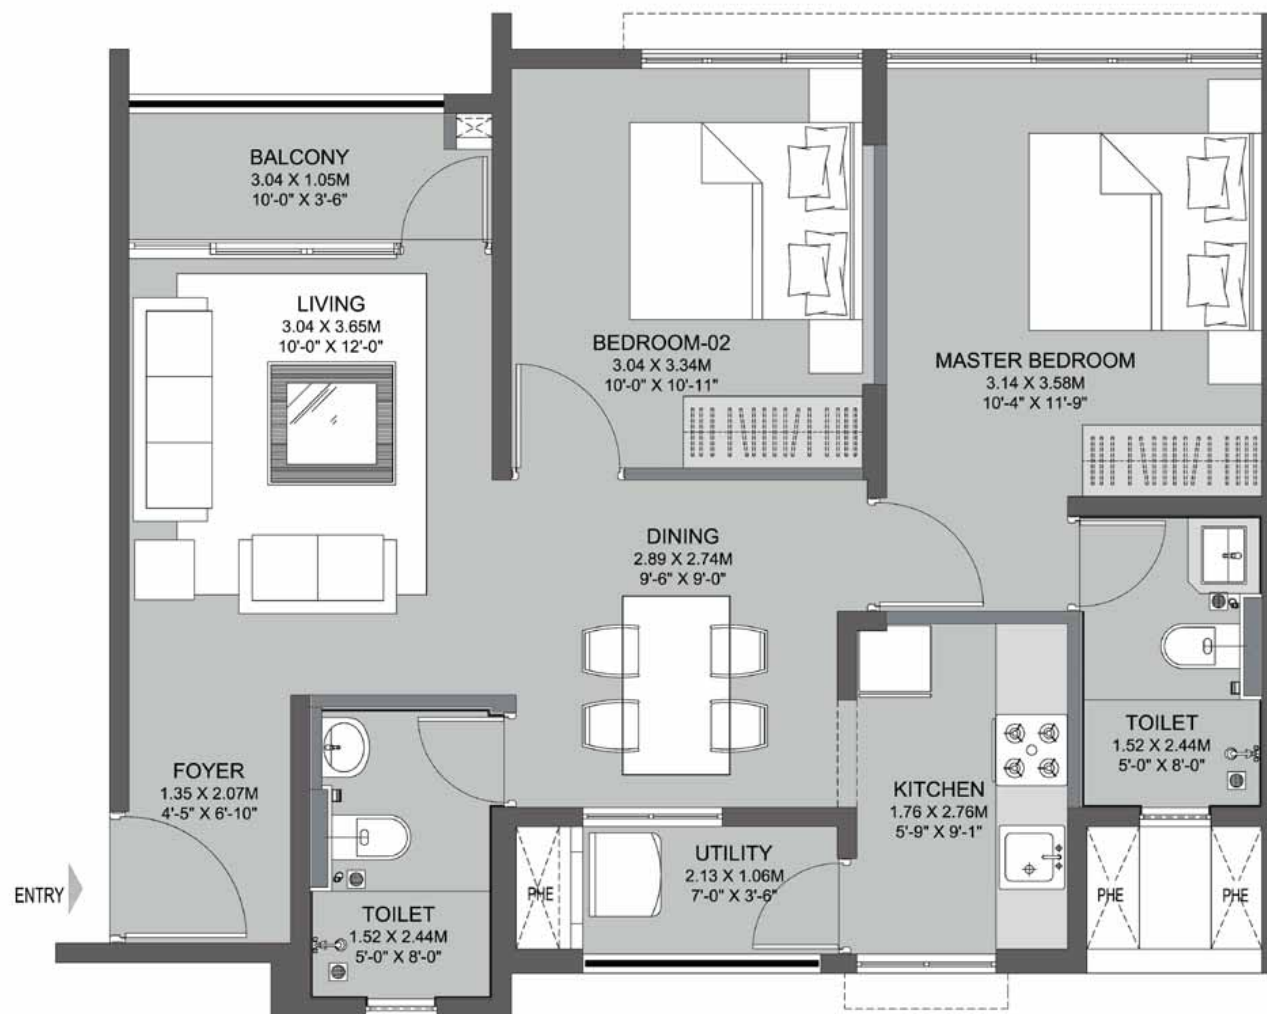 BALCONY
3.04 X 1.05M
10'-0" X 3'-6"
LIVING
3.04 X 3.65M
10'-0" X 12'-0"
BEDROOM-02
3.04 X 3.34M
10'-0" X 10'-11"
MASTER BEDROOM
3.14 X 3.58M
10'-4" X 11'-9"
DINING
2.89 X 2.74M
9'-6" X 9'-0"
FOYER
1.35 X 2.07M
4'-5" X 6'-10"
KITCHEN
1.76 X 2.76M
5'-9" X 9'-1"
TOILET
1.52 X 2.44M
5'-0" X 8'-0"
UTILITY
2.13 X 1.06M
7'-0" X 3'-6"
ENTRY
PHE
PHE
PHE
TOILET
1.52 X 2.44M
5'-0" X 8'-0"